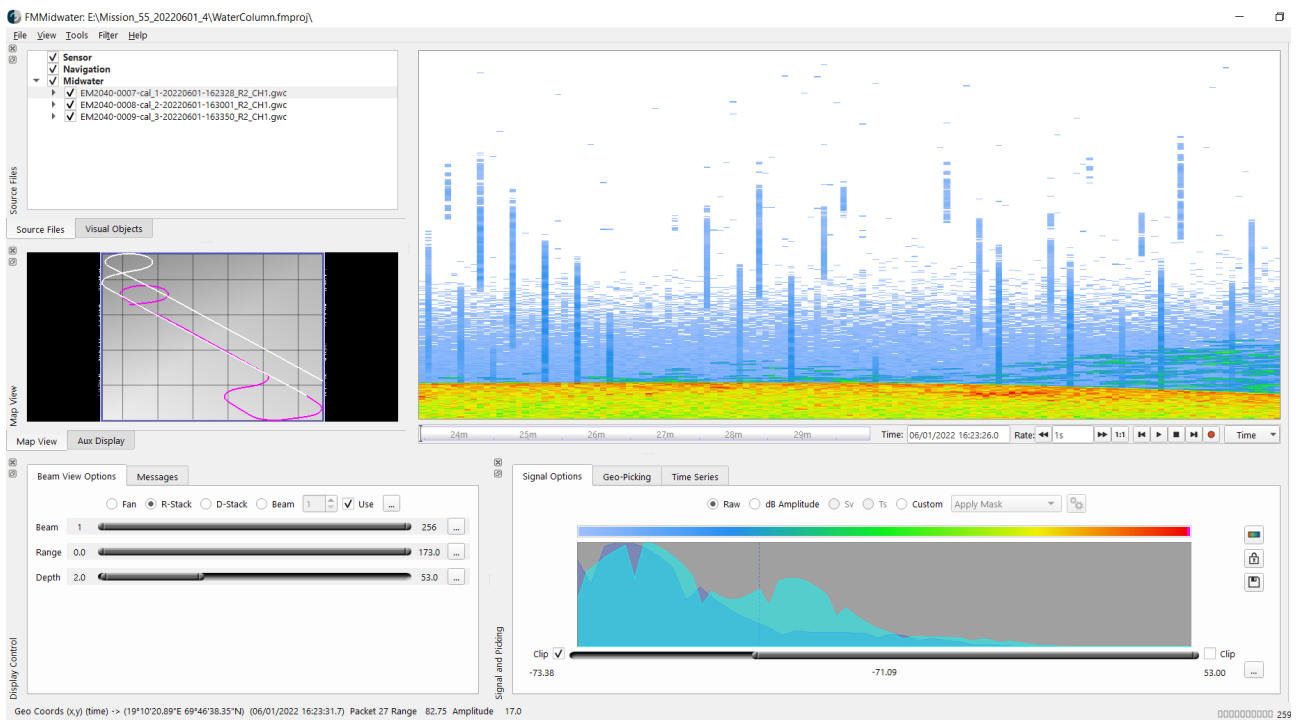 FMMidwater: E:\Mission_55_20220601_4\WaterColumn.fmproj\
File View Tools Filter Help
Sensor
Navigation
Midwater
EM2040-0007-cal_1-20220601-162328_R2_CH1.gwc
EM2040-0008-cal_2-20220601-163001_R2_CH1.gwc
EM2040-0009-cal_3-20220601-163350_R2_CH1.gwc
Source Files
Source Files Visual Objects
Map View
Map View Aux Display
24m 25m 26m 27m 28m 29m Time: 06/01/2022 16:23:26.0 Rate: 1s 1:1 Time
Beam View Options Messages
Fan R-Stack D-Stack Beam 1 Use ...
Beam 1 256 ...
Range 0.0 173.0 ...
Depth 2.0 53.0 ...
Display Control
Signal Options Geo-Picking Time Series
Raw dB Amplitude Sv Ts Custom Apply Mask
Clip Clip
-73.38 -71.09 53.00 ...
Signal and Picking
Geo Coords (x,y) (time) -> (19°10'20.89"E 69°46'38.35"N) (06/01/2022 16:23:31.7) Packet 27 Range 82.75 Amplitude 17.0
259